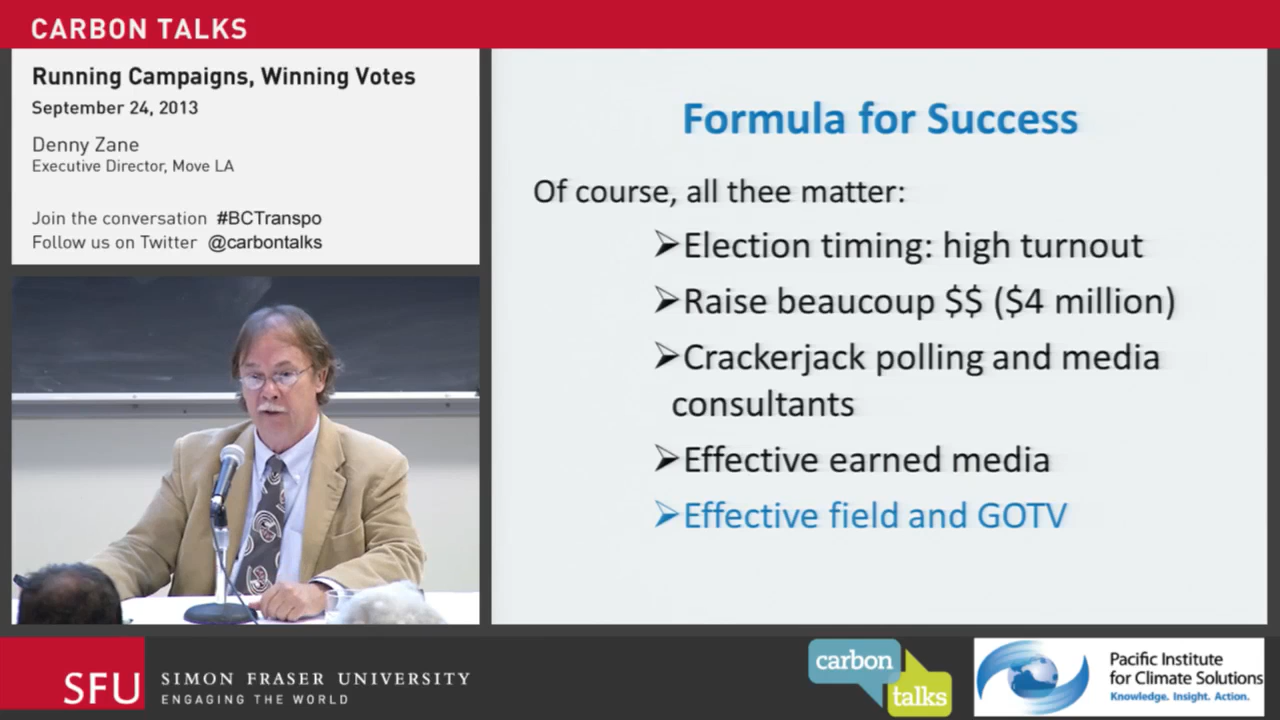 CARBON TALKS
Running Campaigns, Winning Votes
September 24, 2013
Denny Zane
Executive Director, Move LA
Join the conversation #BCTranspo
Follow us on Twitter @carbontalks
Formula for Success
Of course, all thee matter:
➢Election timing: high turnout
➢Raise beaucoup $$ ($4 million)
➢Crackerjack polling and media
consultants
➢Effective earned media
➢Effective field and GOTV
SFU SIMON FRASER UNIVERSITY
ENGAGING THE WORLD
carbon
talks
Pacific Institute
for Climate Solutions
Knowledge. Insight. Action.